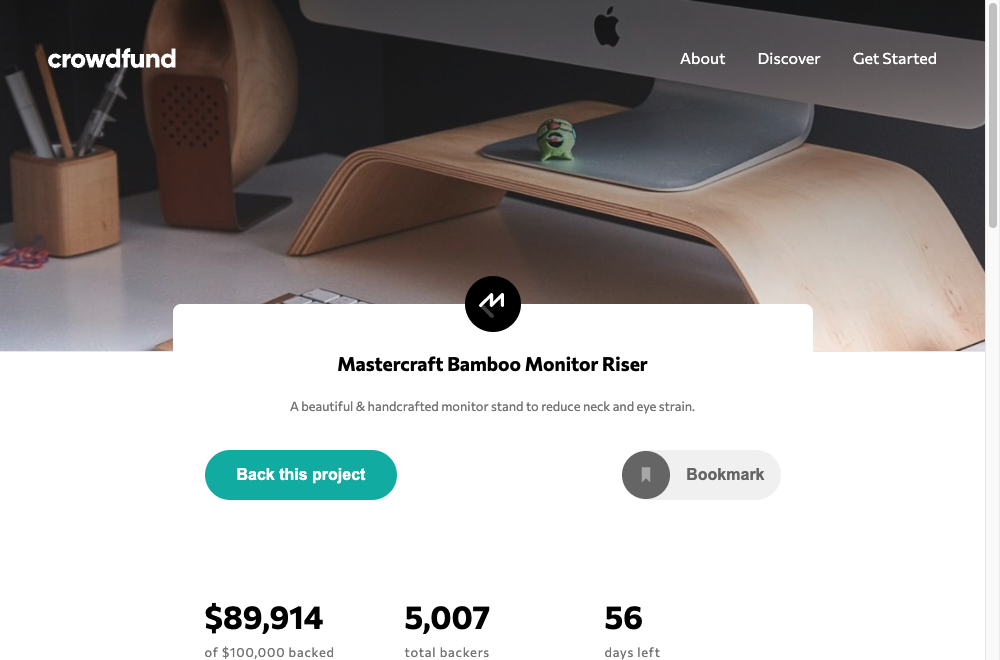 crowdfund
About Discover Get Started
Mastercraft Bamboo Monitor Riser
A beautiful & handcrafted monitor stand to reduce neck and eye strain.
Back this project
Bookmark
$89,914 5,007 56
of $100,000 backed total backers days left